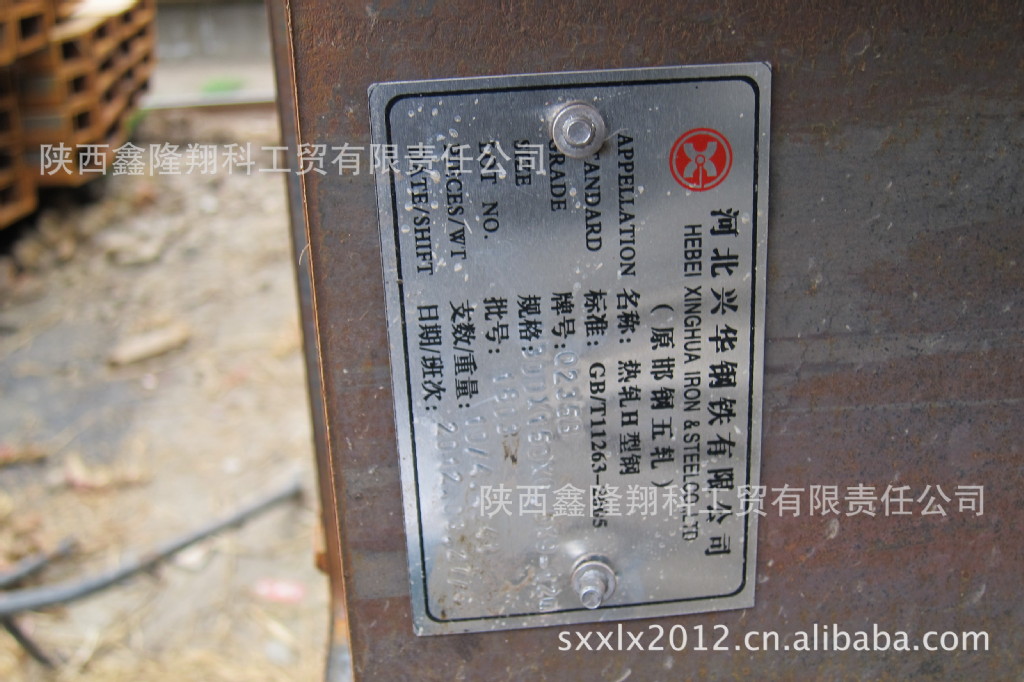 河北兴华钢铁有限公司
HEBEI XINGHUA IRON & STEEL CO., LTD
(原邯钢五轧)
APPELLATION 名称: 热轧H型钢
STANDARD 标准: GB/T11263-2005
GRADE 牌号: Q235B
SIZE 规格:
LOT NO. 批号:
PIECES/WT 支数/重量:
DATE/SHIFT 日期/班次:
陕西鑫隆翔科工贸有限责任公司
陕西鑫隆翔科工贸有限责任公司
sxxlx2012.cn.alibaba.com